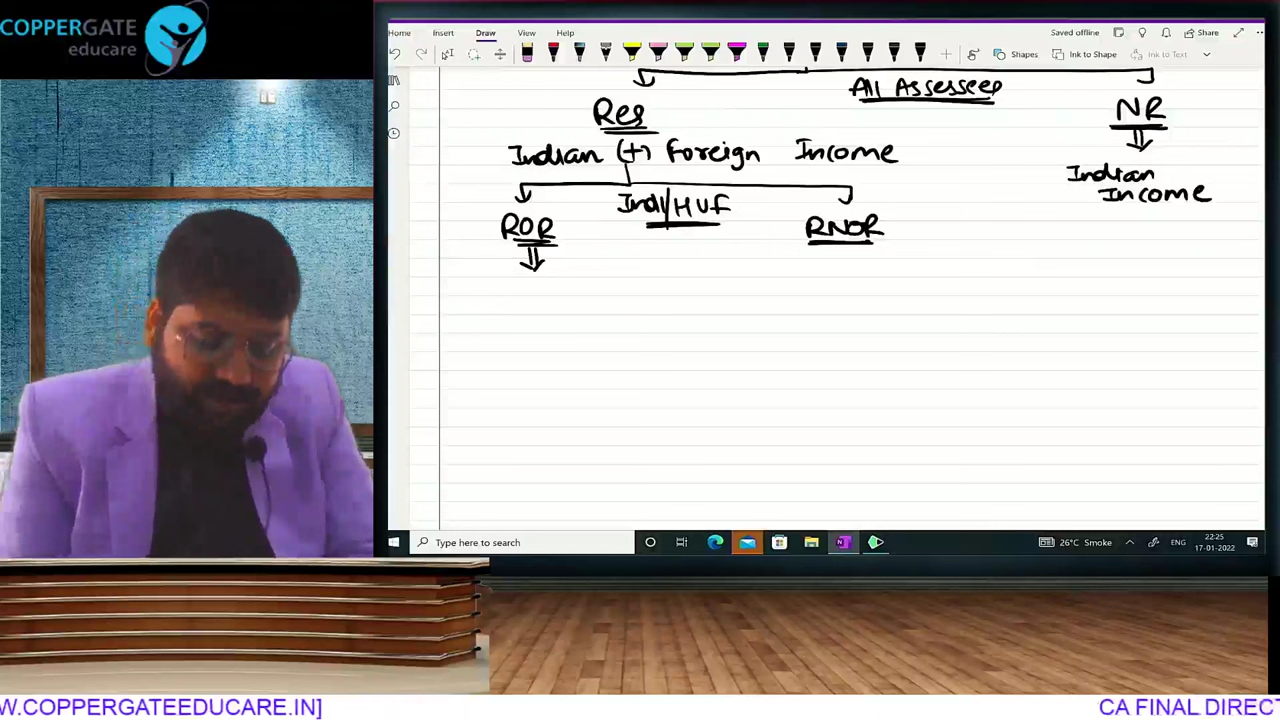 COPPERGATE
educare
Home Insert Draw View Help
Saved offline
Share
Shapes
Ink to Shape
Ink to Text
All Assessees
Res
NR
Indian (+) Foreign Income
Indian
Income
Indi/HUF
ROR
RNOR
Type here to search
26°C Smoke
ENG
22:25
17-01-2022
W.COPPERGATEEDUCARE.IN]
CA FINAL DIRECT